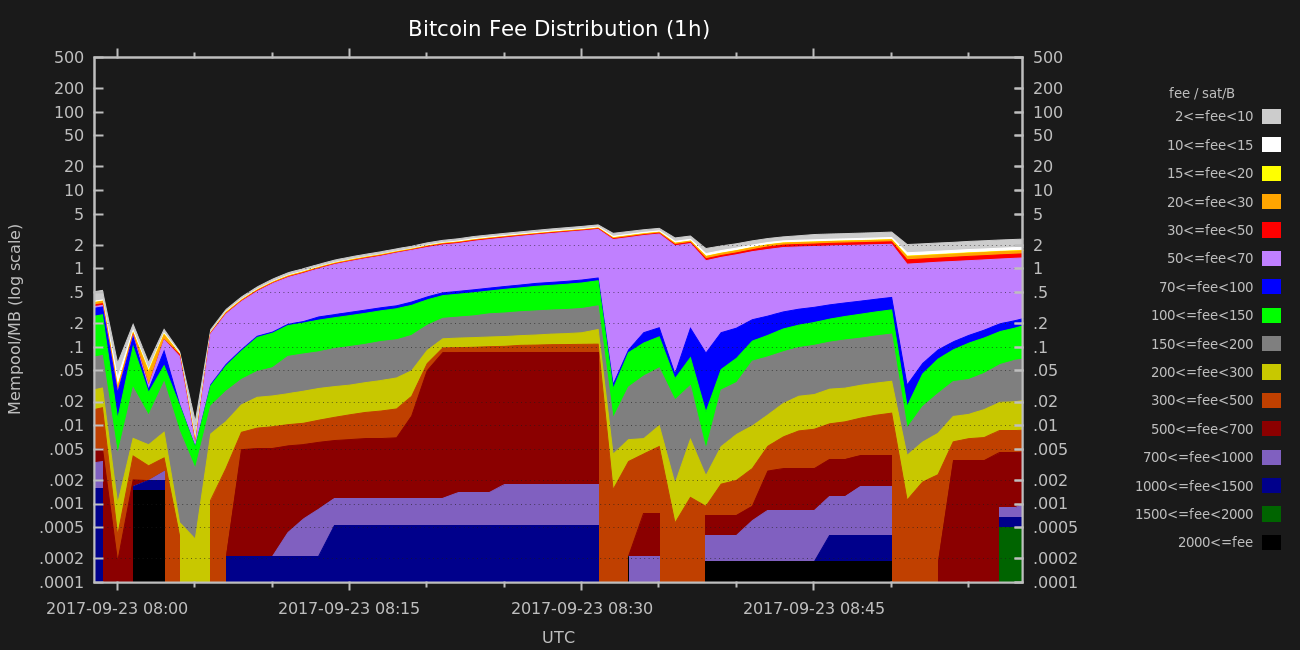 Bitcoin Fee Distribution (1h)
Mempool/MB (log scale)
500
200
100
50
20
10
5
2
1
.5
.2
.1
.05
.02
.01
.005
.002
.001
.0005
.0002
.0001
500
200
100
50
20
10
5
2
1
.5
.2
.1
.05
.02
.01
.005
.002
.001
.0005
.0002
.0001
2017-09-23 08:00
2017-09-23 08:15
2017-09-23 08:30
2017-09-23 08:45
UTC
fee / sat/B
2<=fee<10
10<=fee<15
15<=fee<20
20<=fee<30
30<=fee<50
50<=fee<70
70<=fee<100
100<=fee<150
150<=fee<200
200<=fee<300
300<=fee<500
500<=fee<700
700<=fee<1000
1000<=fee<1500
1500<=fee<2000
2000<=fee